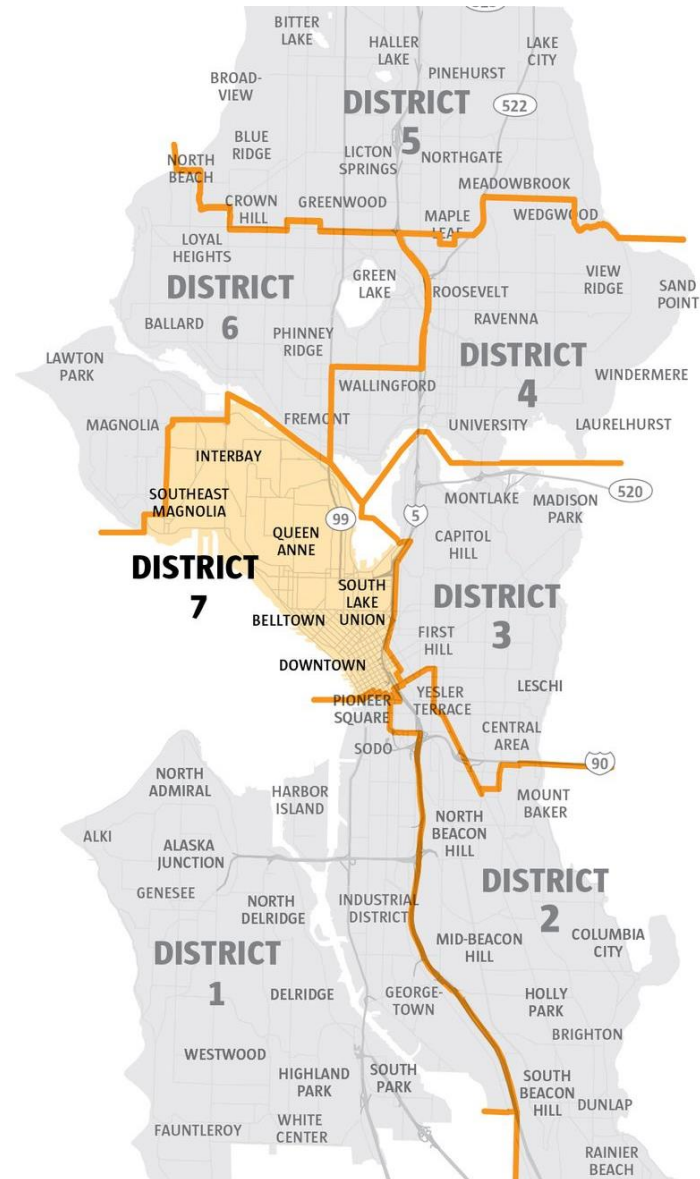 BITTER
LAKE
HALLER
LAKE
LAKE
CITY
PINEHURST
BROAD-
VIEW
DISTRICT
5
522
BLUE
RIDGE
LICTON
SPRINGS
NORTHGATE
NORTH
BEACH
MEADOWBROOK
CROWN
HILL
GREENWOOD
MAPLE
LEAF
WEDGWOOD
LOYAL
HEIGHTS
DISTRICT
6
GREEN
LAKE
ROOSEVELT
VIEW
RIDGE
SAND
POINT
RAVENNA
BALLARD
PHINNEY
RIDGE
DISTRICT
4
LAWTON
PARK
WALLINGFORD
WINDERMERE
MAGNOLIA
FREMONT
UNIVERSITY
LAURELHURST
INTERBAY
SOUTHEAST
MAGNOLIA
99
5
MONTLAKE
MADISON
PARK
520
QUEEN
ANNE
CAPITOL
HILL
DISTRICT
7
SOUTH
LAKE
UNION
DISTRICT
3
BELLTOWN
FIRST
HILL
DOWNTOWN
LESCHI
PIONEER
SQUARE
YESLER
TERRACE
CENTRAL
AREA
SODO
90
NORTH
ADMIRAL
HARBOR
ISLAND
MOUNT
BAKER
ALKI
ALASKA
JUNCTION
NORTH
BEACON
HILL
GENESEE
NORTH
DELRIDGE
INDUSTRIAL
DISTRICT
DISTRICT
2
DISTRICT
1
MID-BEACON
HILL
COLUMBIA
CITY
DELRIDGE
GEORGE-
TOWN
HOLLY
PARK
BRIGHTON
WESTWOOD
HIGHLAND
PARK
SOUTH
PARK
SOUTH
BEACON
HILL
DUNLAP
FAUNTLEROY
WHITE
CENTER
RAINIER
BEACH